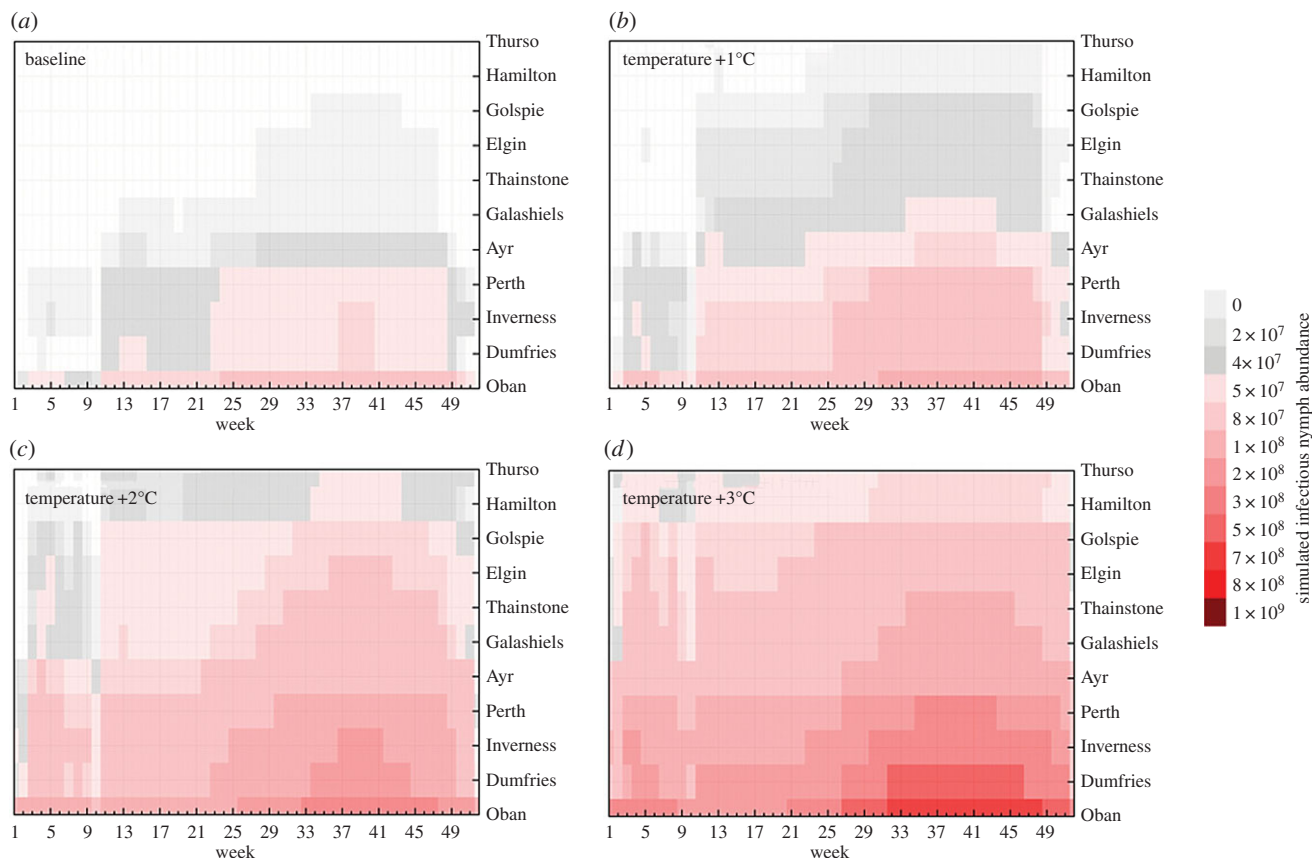 (a)
baseline
Thurso
Hamilton
Golspie
Elgin
Thainstone
Galashiels
Ayr
Perth
Inverness
Dumfries
Oban
1 5 9 13 17 21 25 29 33 37 41 45 49
week
(b)
temperature +1°C
Thurso
Hamilton
Golspie
Elgin
Thainstone
Galashiels
Ayr
Perth
Inverness
Dumfries
Oban
1 5 9 13 17 21 25 29 33 37 41 45 49
week
(c)
temperature +2°C
Thurso
Hamilton
Golspie
Elgin
Thainstone
Galashiels
Ayr
Perth
Inverness
Dumfries
Oban
1 5 9 13 17 21 25 29 33 37 41 45 49
week
(d)
temperature +3°C
Thurso
Hamilton
Golspie
Elgin
Thainstone
Galashiels
Ayr
Perth
Inverness
Dumfries
Oban
1 5 9 13 17 21 25 29 33 37 41 45 49
week
0
2 × 10⁷
4 × 10⁷
5 × 10⁷
8 × 10⁷
1 × 10⁸
2 × 10⁸
3 × 10⁸
5 × 10⁸
7 × 10⁸
8 × 10⁸
1 × 10⁹
simulated infectious nymph abundance